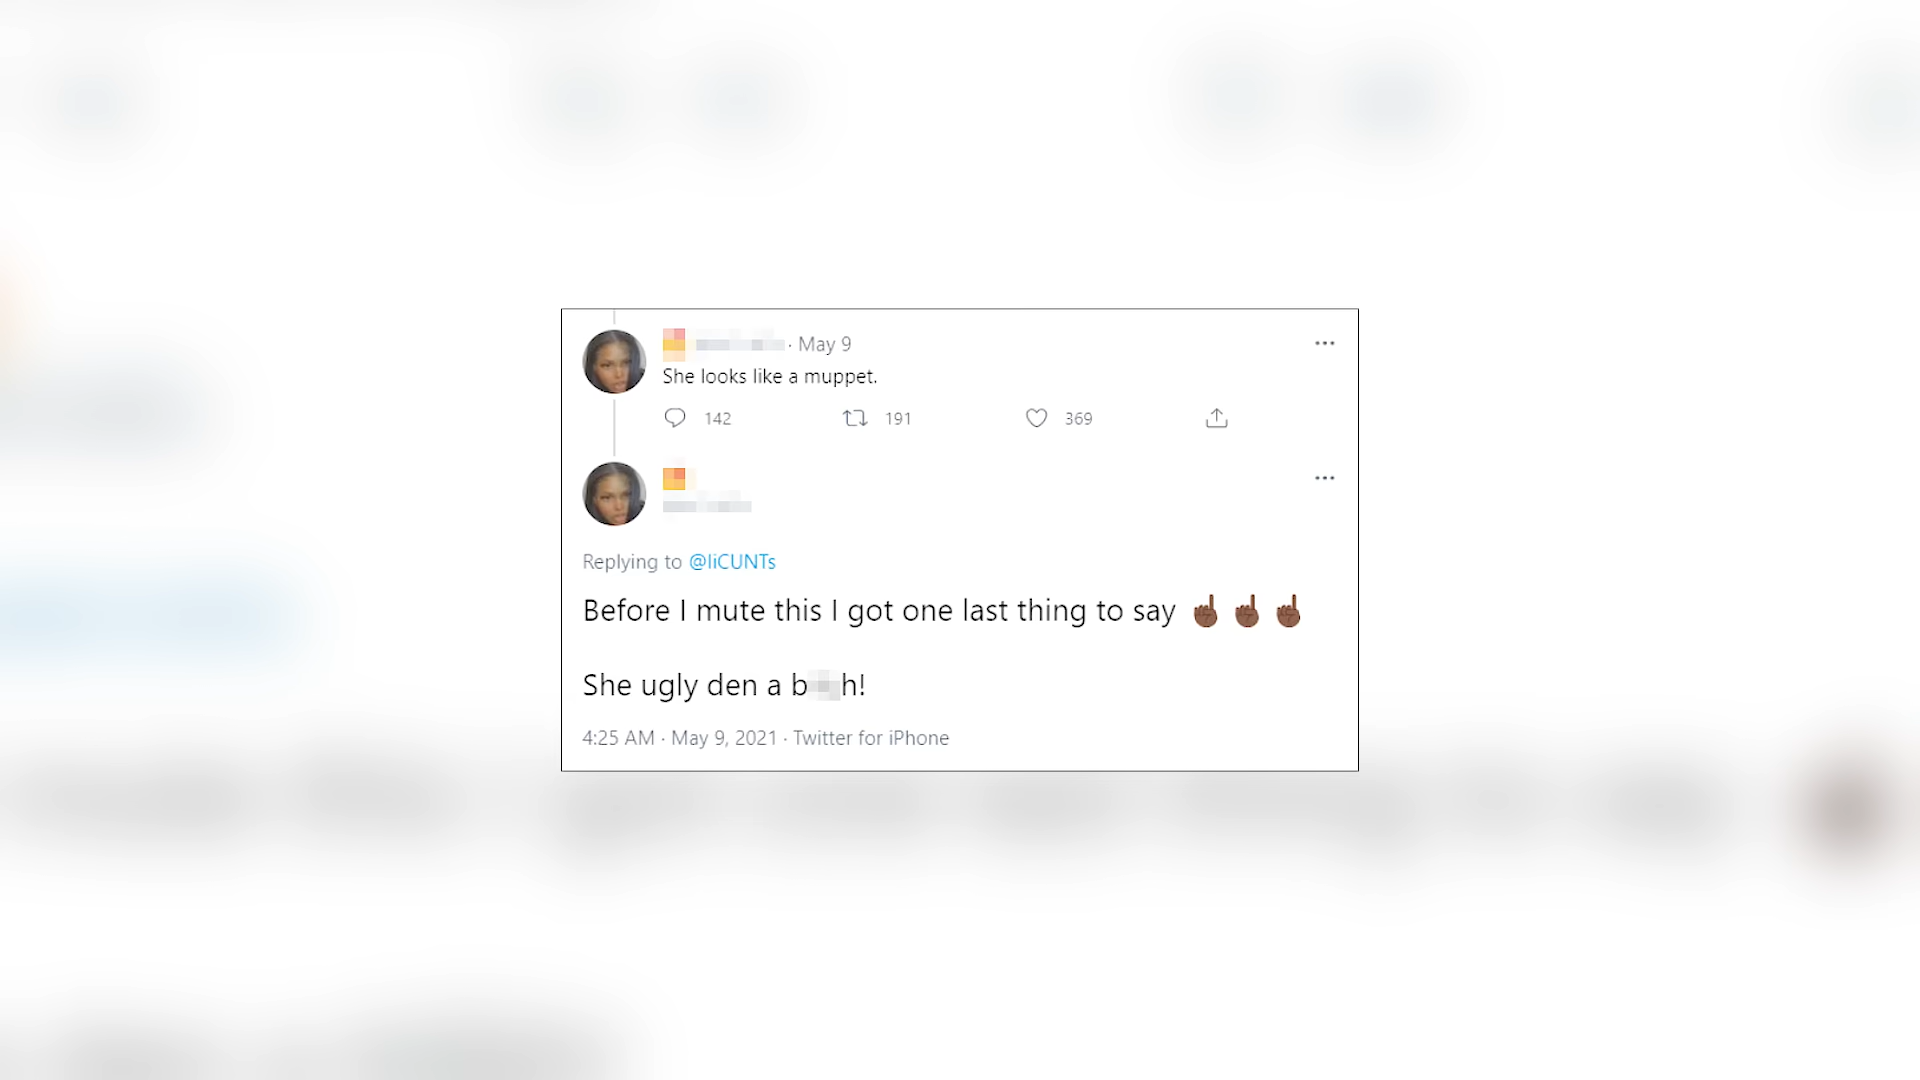 · May 9
She looks like a muppet.
142 191 369
Replying to @IiCUNTs
Before I mute this I got one last thing to say ☝🏾☝🏾☝🏾
She ugly den a b h!
4:25 AM · May 9, 2021 · Twitter for iPhone